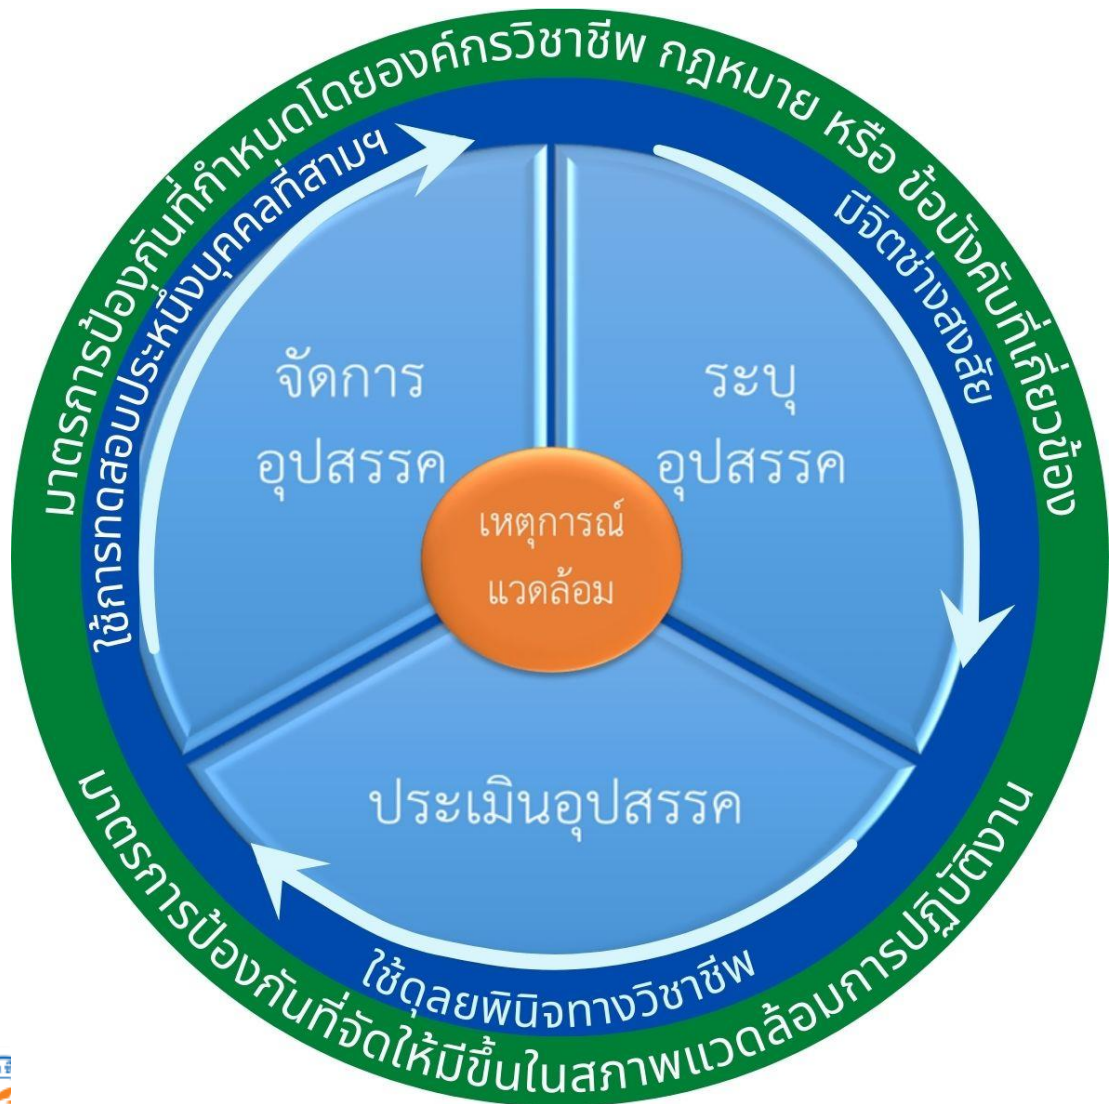 มาตรการป้องกันที่กำหนดโดยองค์กรวิชาชีพ กฎหมาย หรือ ข้อบังคับที่เกี่ยวข้อง
ใช้การทดสอบประหนึ่งบุคคลที่สามฯ
มีจิตช่างสงสัย
จัดการ
อุปสรรค
ระบุ
อุปสรรค
เหตุการณ์
แวดล้อม
ประเมินอุปสรรค
ใช้ดุลยพินิจทางวิชาชีพ
มาตรการป้องกันที่จัดให้มีขึ้นในสภาพแวดล้อมการปฏิบัติงาน